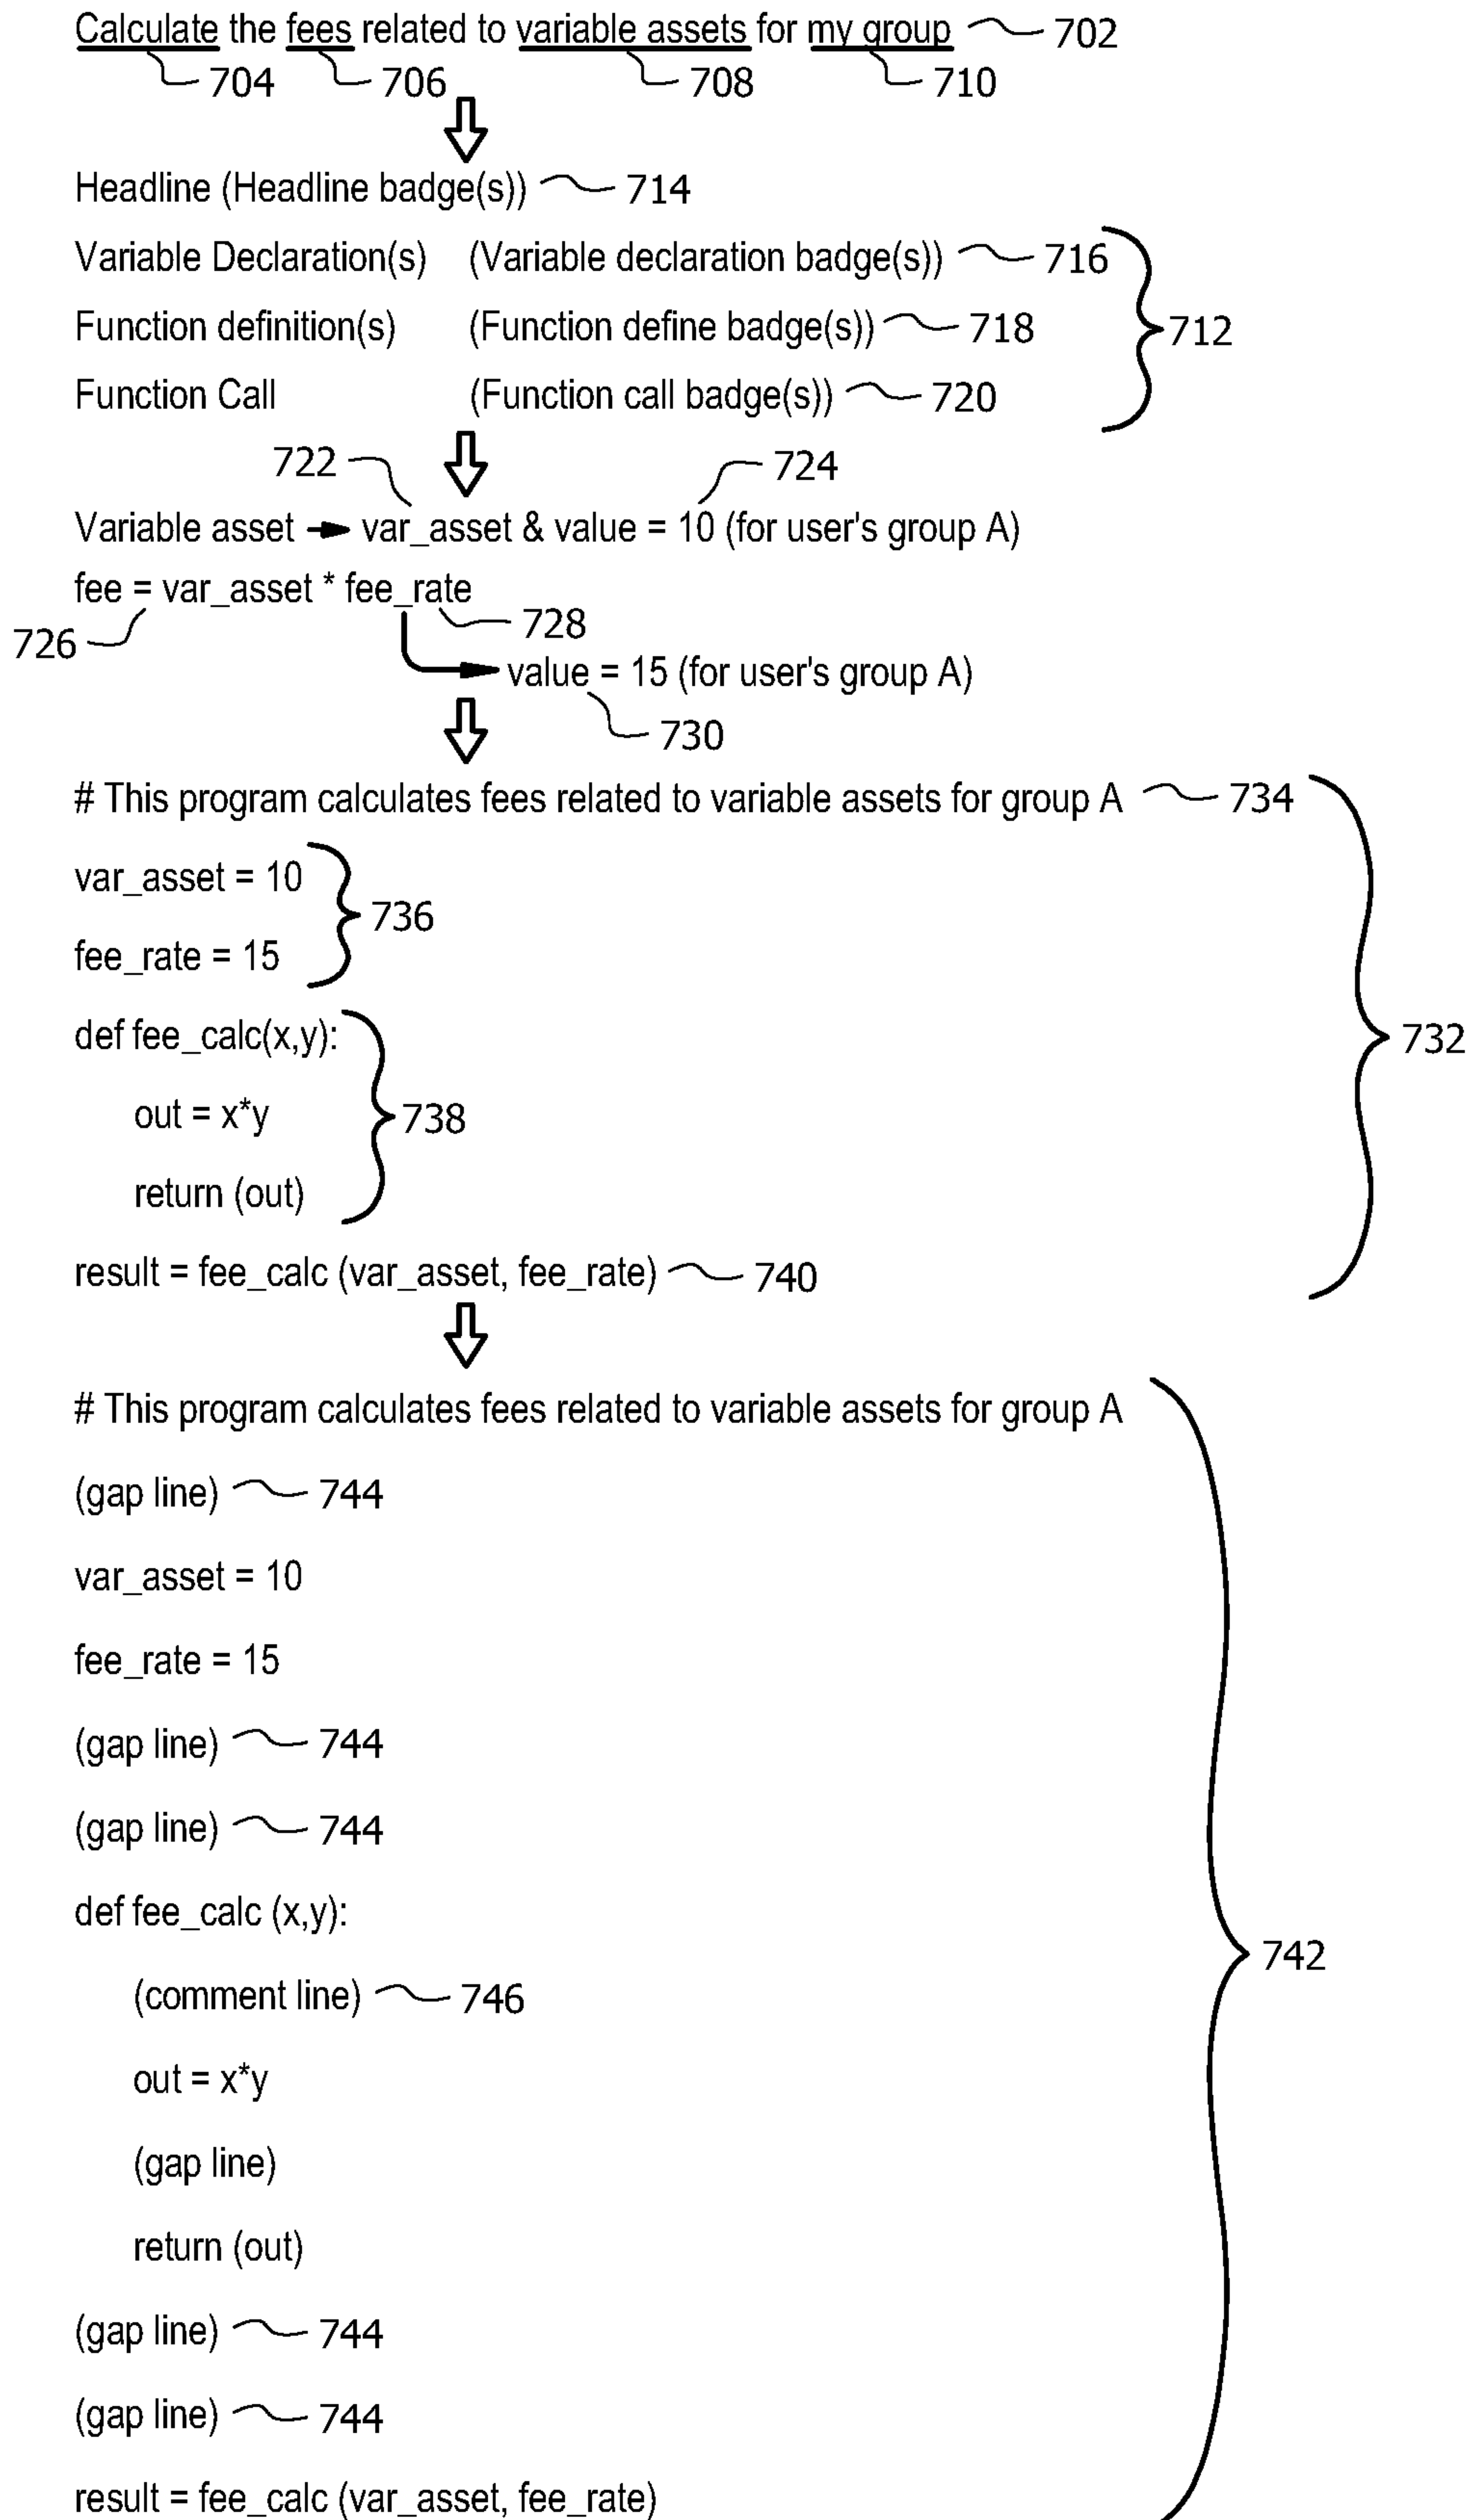 Calculate the fees related to variable assets for my group 702
704 706 708 710
Headline (Headline badge(s)) 714
Variable Declaration(s) (Variable declaration badge(s)) 716
Function definition(s) (Function define badge(s)) 718
712
Function Call (Function call badge(s)) 720
722 724
Variable asset var_asset & value = 10 (for user's group A)
fee = var_asset * fee_rate
726 728
value = 15 (for user's group A)
730
# This program calculates fees related to variable assets for group A 734
var_asset = 10
736
fee_rate = 15
def fee_calc(x,y):
732
out = x*y
738
return (out)
result = fee_calc (var_asset, fee_rate) 740
# This program calculates fees related to variable assets for group A
(gap line) 744
var_asset = 10
fee_rate = 15
(gap line) 744
(gap line) 744
def fee_calc (x,y):
742
(comment line) 746
out = x*y
(gap line)
return (out)
(gap line) 744
(gap line) 744
result = fee_calc (var_asset, fee_rate)